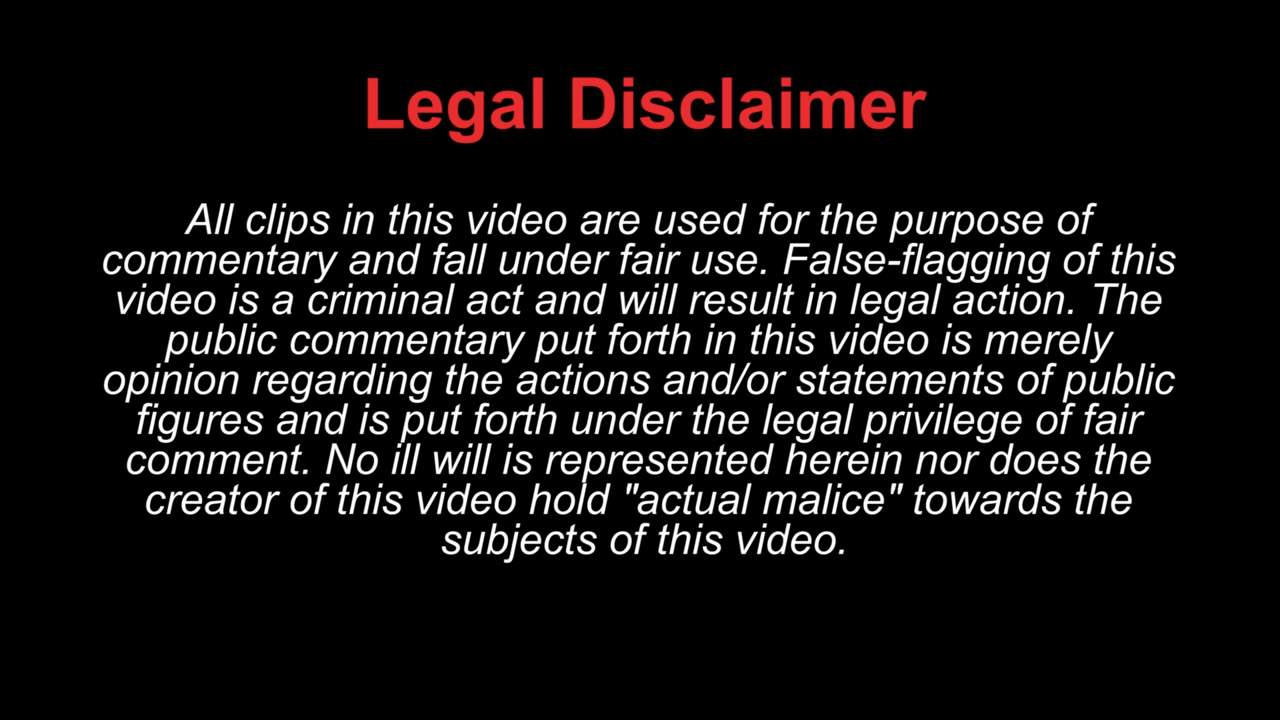 Legal Disclaimer
All clips in this video are used for the purpose of
commentary and fall under fair use. False-flagging of this
video is a criminal act and will result in legal action. The
public commentary put forth in this video is merely
opinion regarding the actions and/or statements of public
figures and is put forth under the legal privilege of fair
comment. No ill will is represented herein nor does the
creator of this video hold "actual malice" towards the
subjects of this video.